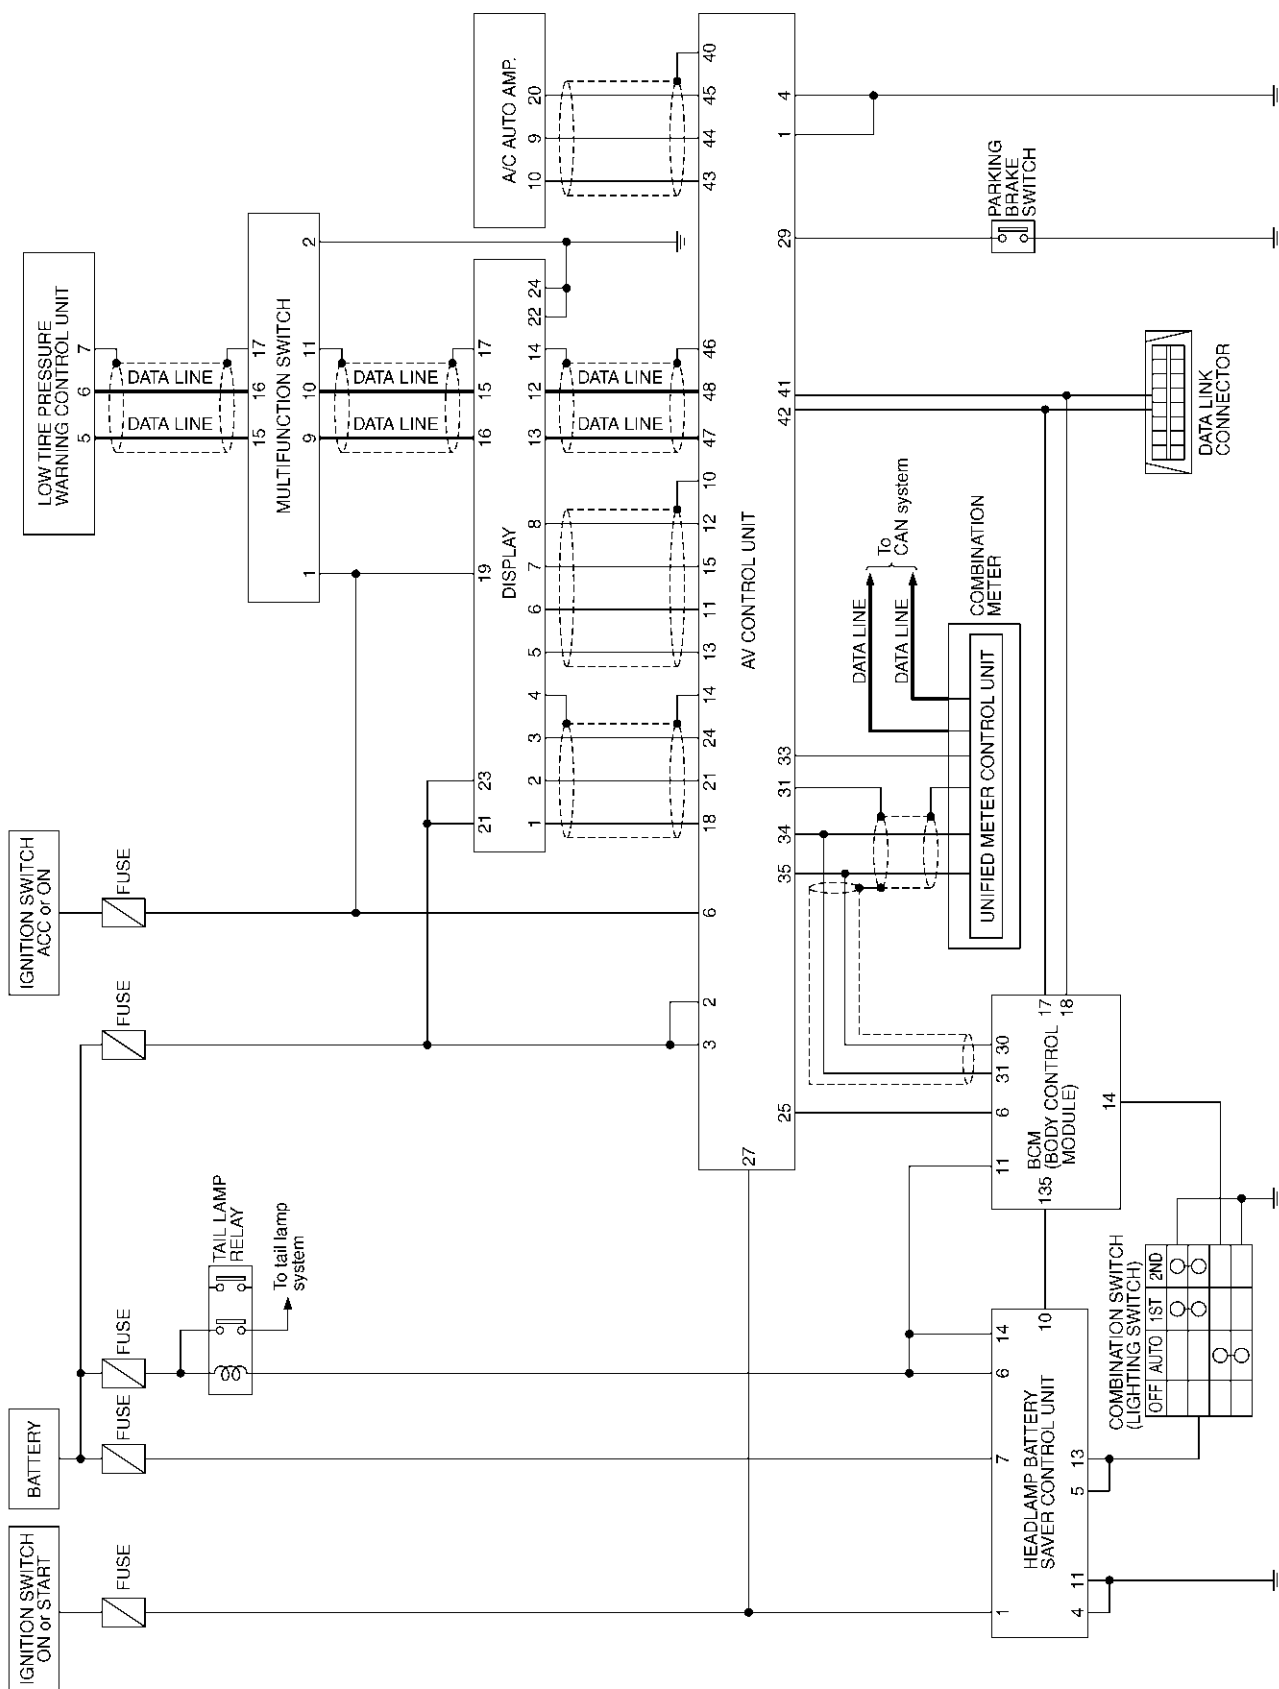 IGNITION SWITCH
ON or START
BATTERY
IGNITION SWITCH
ACC or ON
LOW TIRE PRESSURE
WARNING CONTROL UNIT
5
6
7
FUSE
FUSE
FUSE
FUSE
FUSE
TAIL LAMP
RELAY
To tail lamp
system
DATA LINE
DATA LINE
MULTIFUNCTION SWITCH
15
16
17
1
9
10
11
2
DATA LINE
DATA LINE
DISPLAY
21
23
19
16
15
17
1
2
3
4
5
6
7
8
13
12
14
22
24
A/C AUTO AMP.
10
9
20
DATA LINE
DATA LINE
AV CONTROL UNIT
3
2
6
18
21
24
14
13
11
15
12
10
47
48
46
43
44
45
40
27
25
35
34
31
33
42
41
29
1
4
DATA LINE
DATA LINE
To
CAN system
COMBINATION
METER
UNIFIED METER CONTROL UNIT
PARKING
BRAKE
SWITCH
DATA LINK
CONNECTOR
HEADLAMP BATTERY
SAVER CONTROL UNIT
1
7
6
14
10
4
11
5
13
BCM
(BODY CONTROL
MODULE)
11
6
31
30
17
18
135
14
COMBINATION SWITCH
(LIGHTING SWITCH)
OFF
AUTO
1ST
2ND